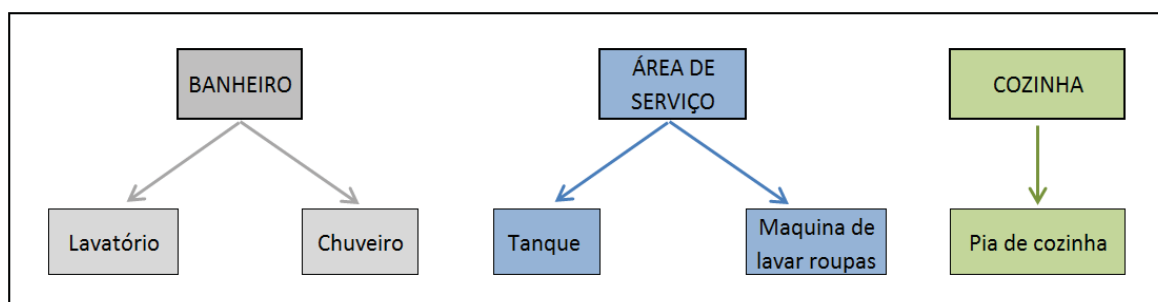 BANHEIRO
ÁREA DE
SERVIÇO
COZINHA
Lavatório
Chuveiro
Tanque
Maquina de
lavar roupas
Pia de cozinha